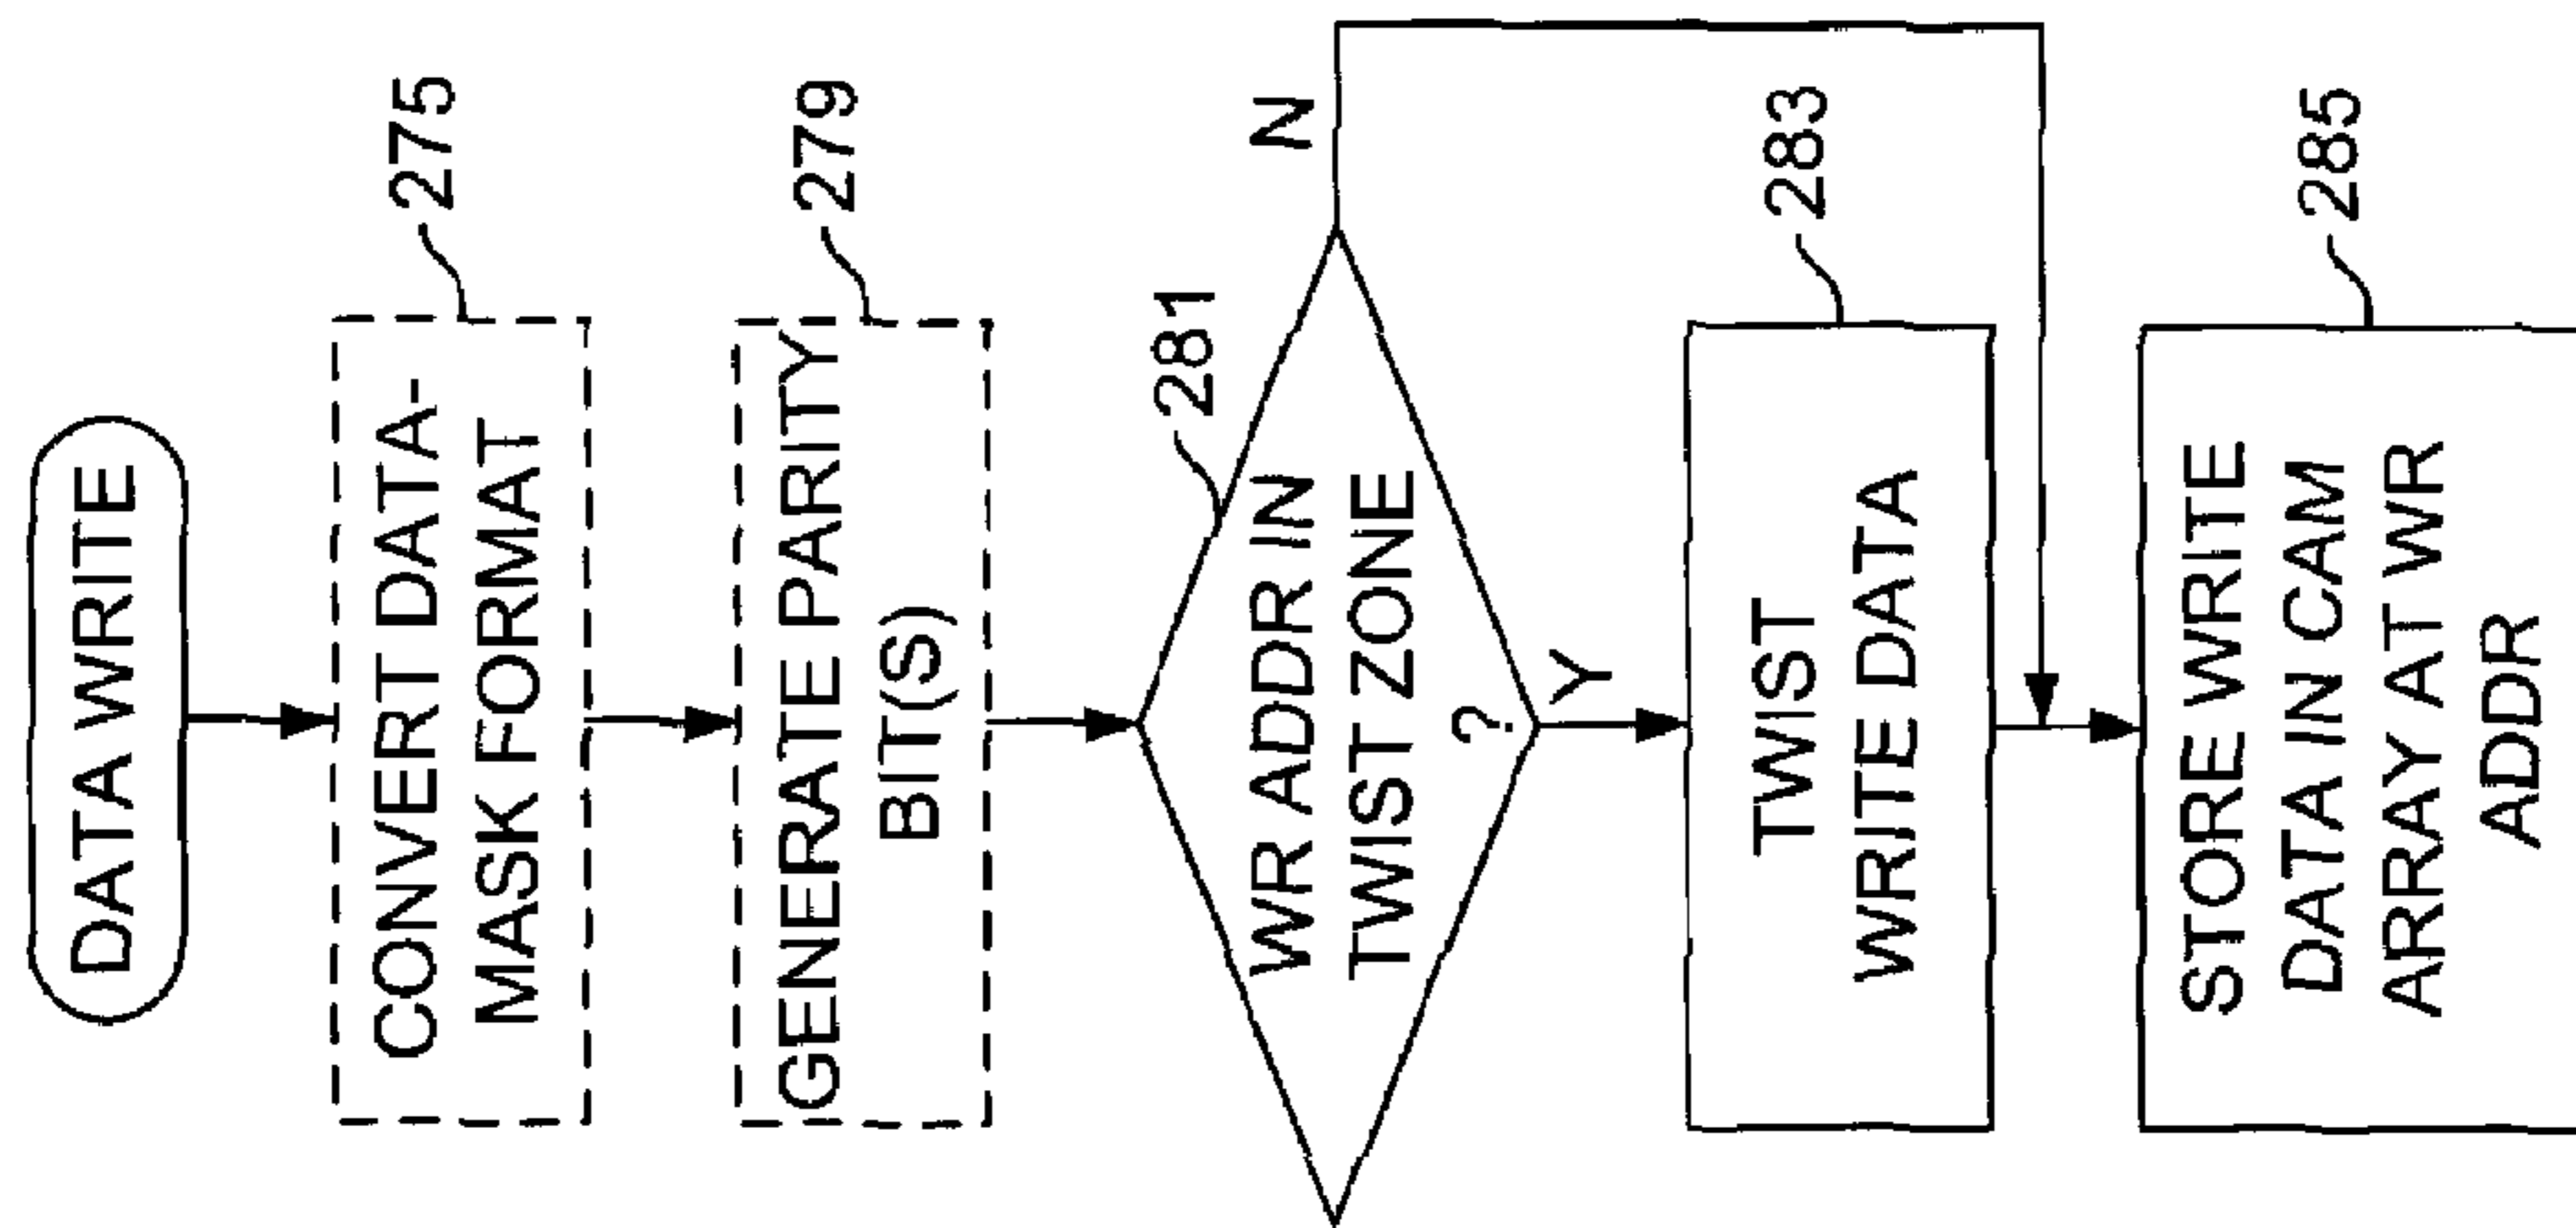 DATA WRITE
CONVERT DATA-
MASK FORMAT
275
GENERATE PARITY
BIT(S)
279
WR ADDR IN
TWIST ZONE
?
281
N
Y
TWIST
WRITE DATA
283
STORE WRITE
DATA IN CAM
ARRAY AT WR
ADDR
285